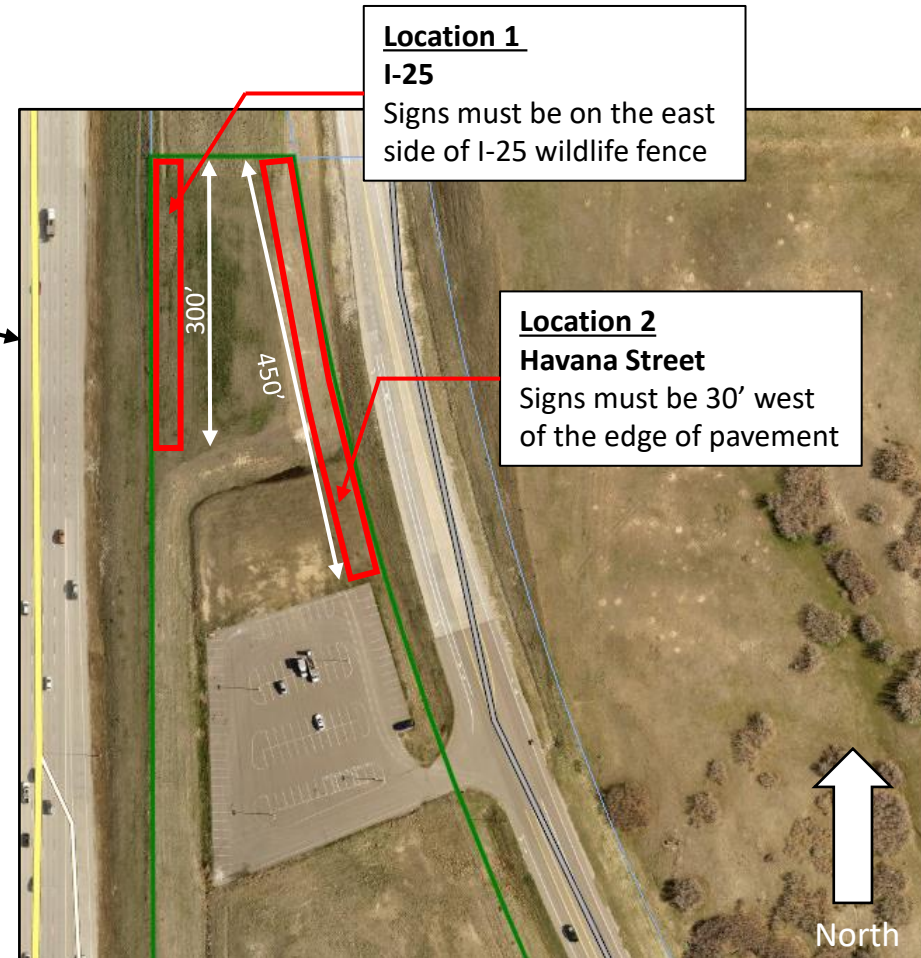 Location 1
I-25
Signs must be on the east
side of I-25 wildlife fence
300’
450’
Location 2
Havana Street
Signs must be 30’ west
of the edge of pavement
North